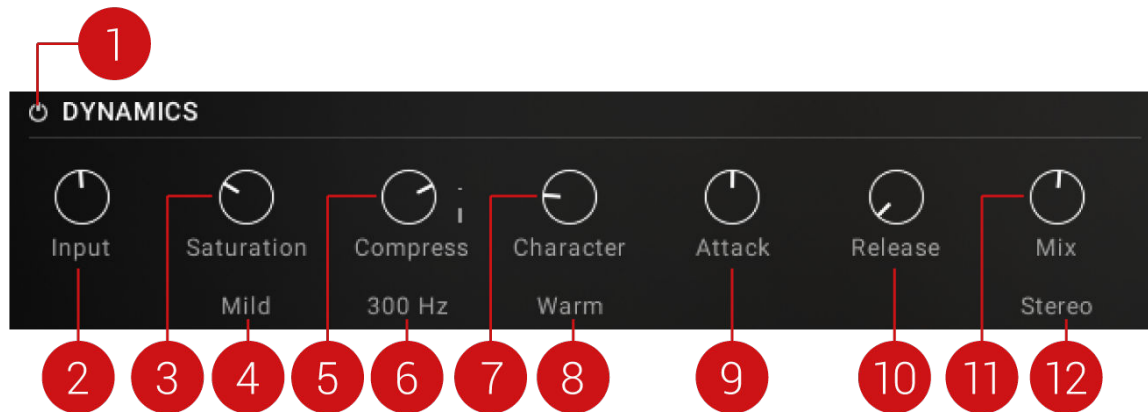 1
DYNAMICS
Input Saturation Compress Character Attack Release Mix
Mild 300 Hz Warm Stereo
2 3 4 5 6 7 8 9 10 11 12